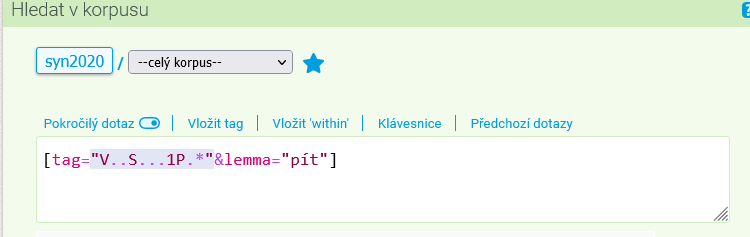 Hledat v korpusu
syn2020 / --celý korpus--
Pokročilý dotaz | Vložit tag | Vložit 'within' | Klávesnice | Předchozí dotazy
[tag="V..S...1P.*"&lemma="pít"]